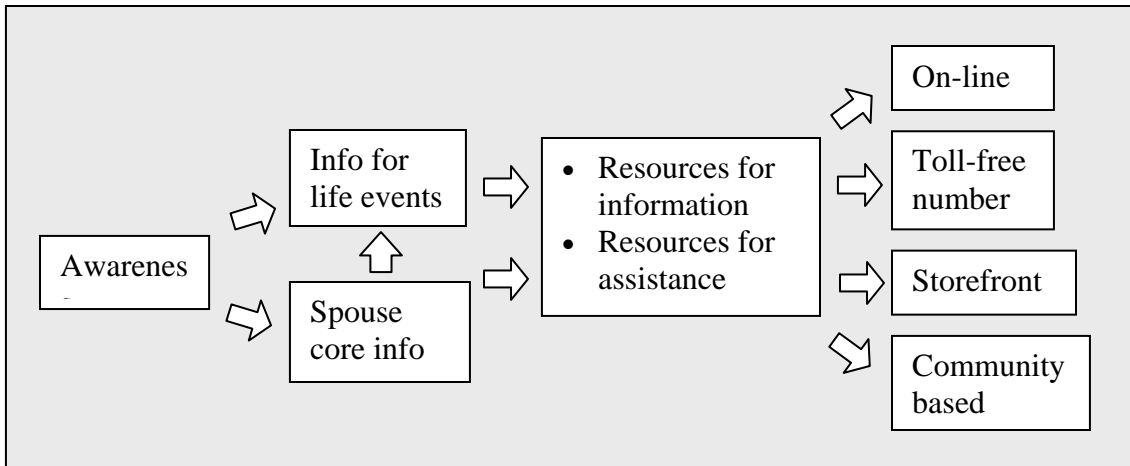 Awarenes
Info for
life events
Spouse
core info
• Resources for
information
• Resources for
assistance
On-line
Toll-free
number
Storefront
Community
based